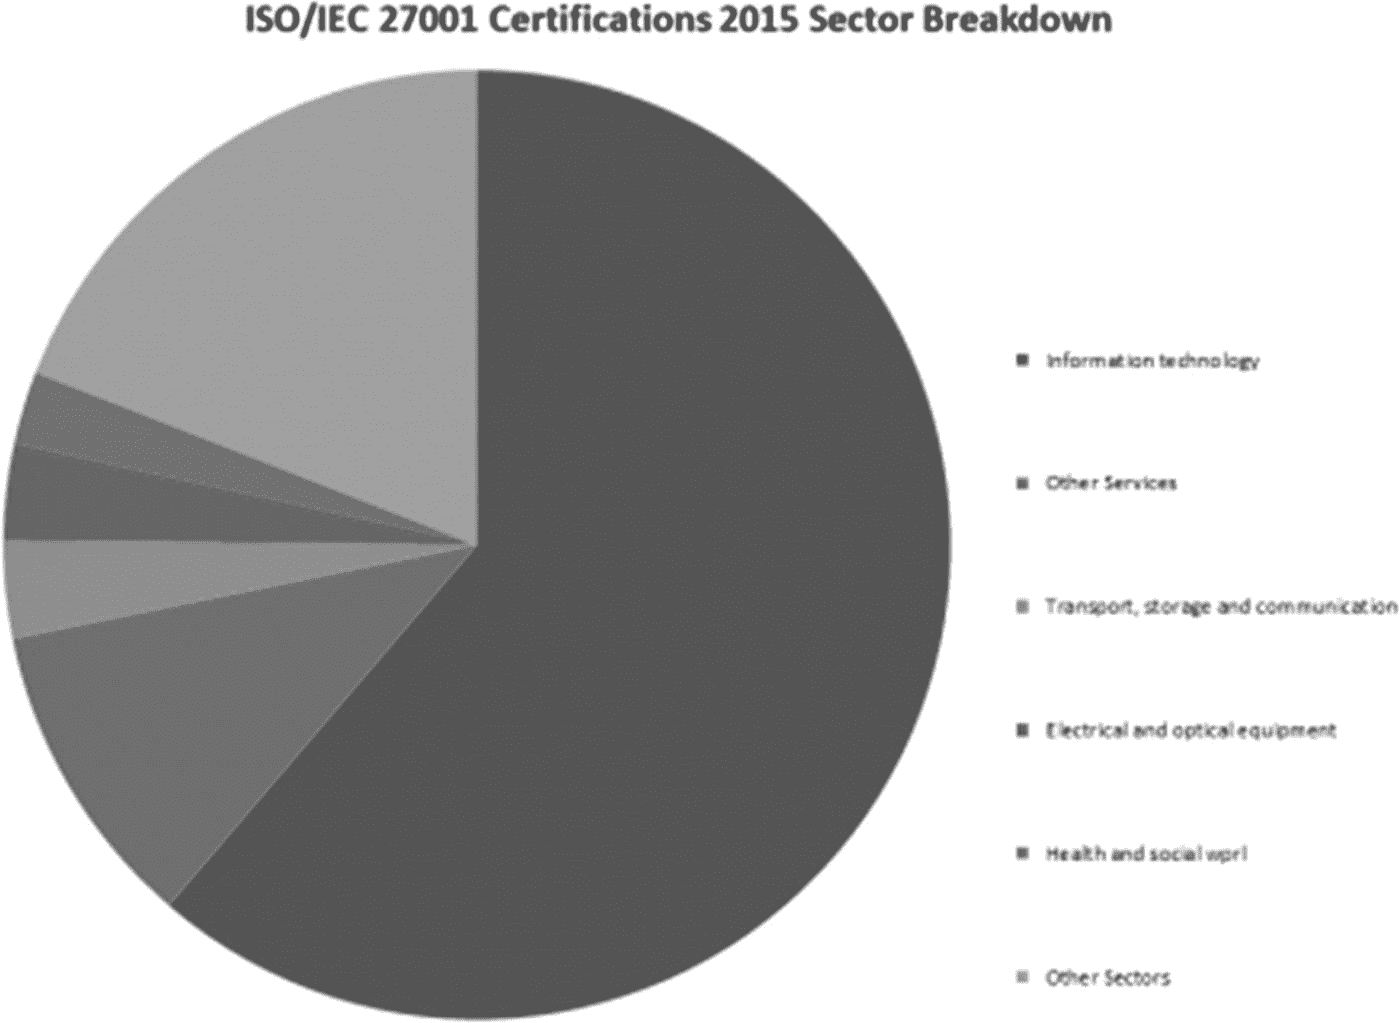 ISO/IEC 27001 Certifications 2015 Sector Breakdown
Information technology
Other Services
Transport, storage and communication
Electrical and optical equipment
Health and social wprl
Other Sectors